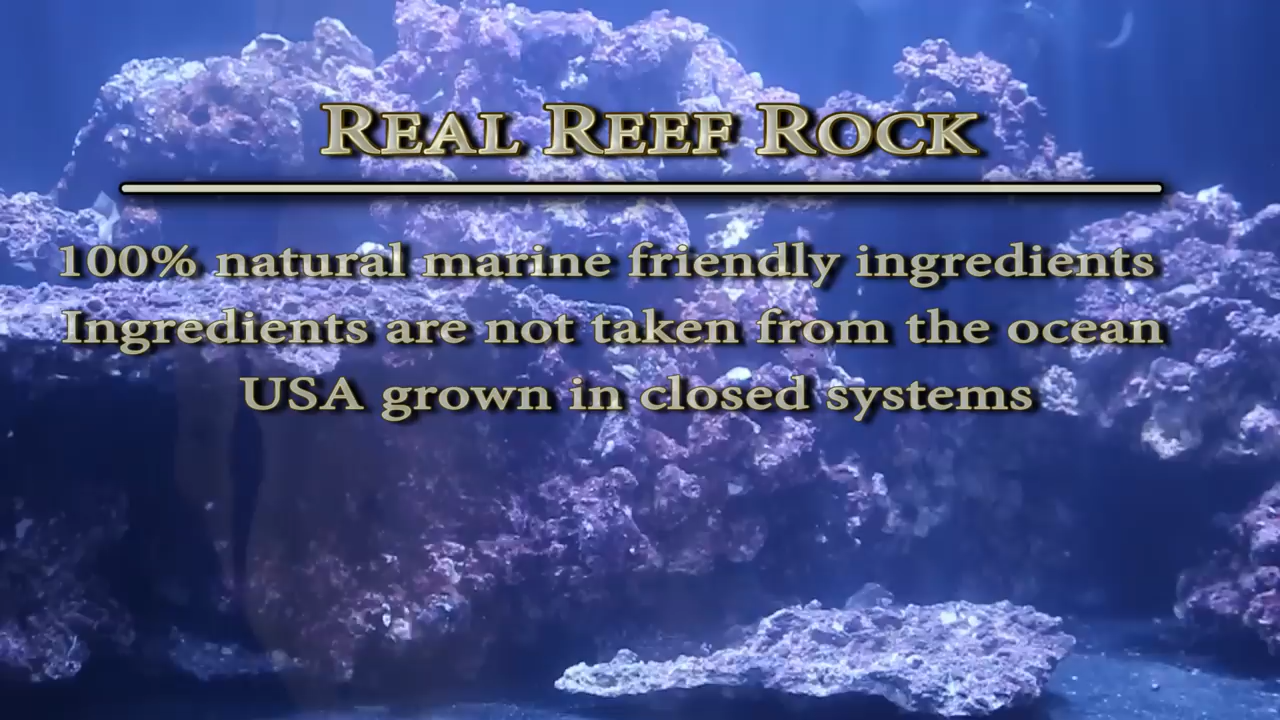 Real Reef Rock
100% natural marine friendly ingredients
Ingredients are not taken from the ocean
USA grown in closed systems